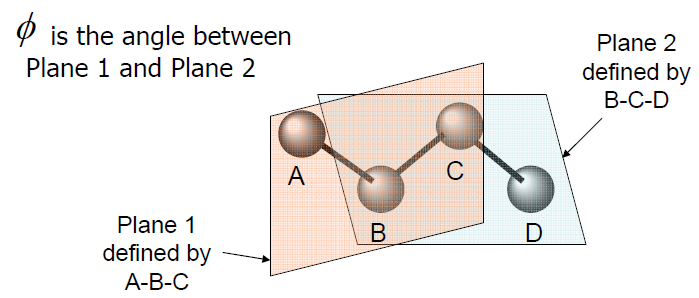 ϕ is the angle between
Plane 1 and Plane 2
Plane 2
defined by
B-C-D
A
B
C
D
Plane 1
defined by
A-B-C